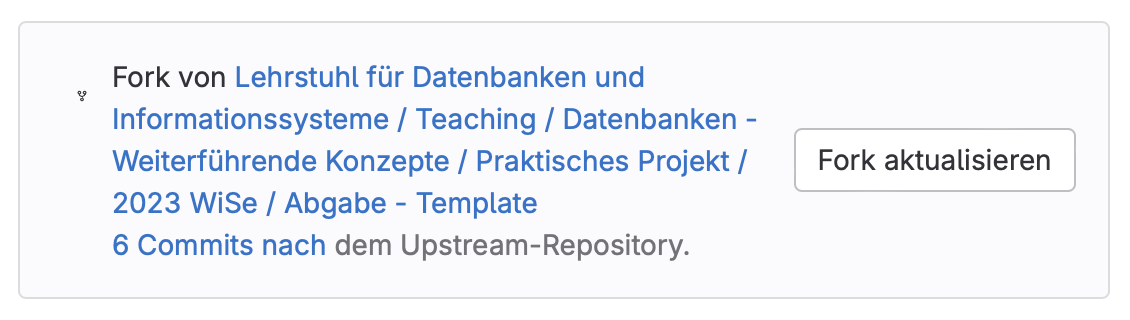 Fork von Lehrstuhl für Datenbanken und
Informationssysteme / Teaching / Datenbanken -
Weiterführende Konzepte / Praktisches Projekt /
2023 WiSe / Abgabe - Template
6 Commits nach dem Upstream-Repository.
Fork aktualisieren